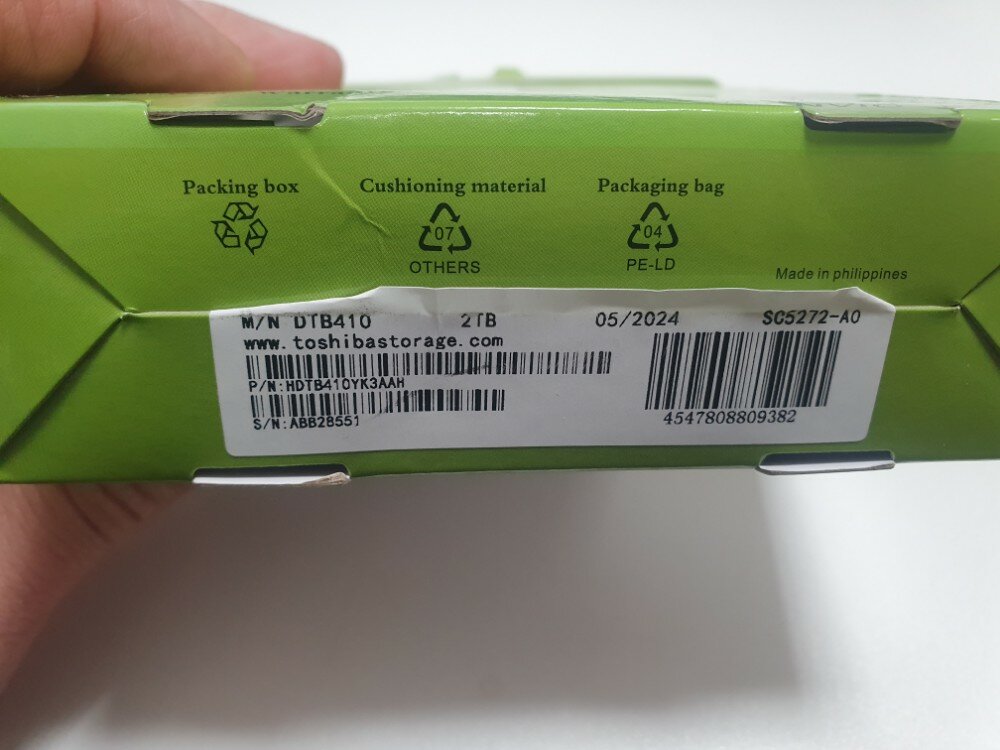 Packing box
Cushioning material
Packaging bag
07
OTHERS
04
PE-LD
Made in philippines
M/N DTB410 2TB 05/2024 SC5272-A0
www.toshibastorage.com
P/N:HDTB410YK3AAH
S/N:ABB28551
4547808809382